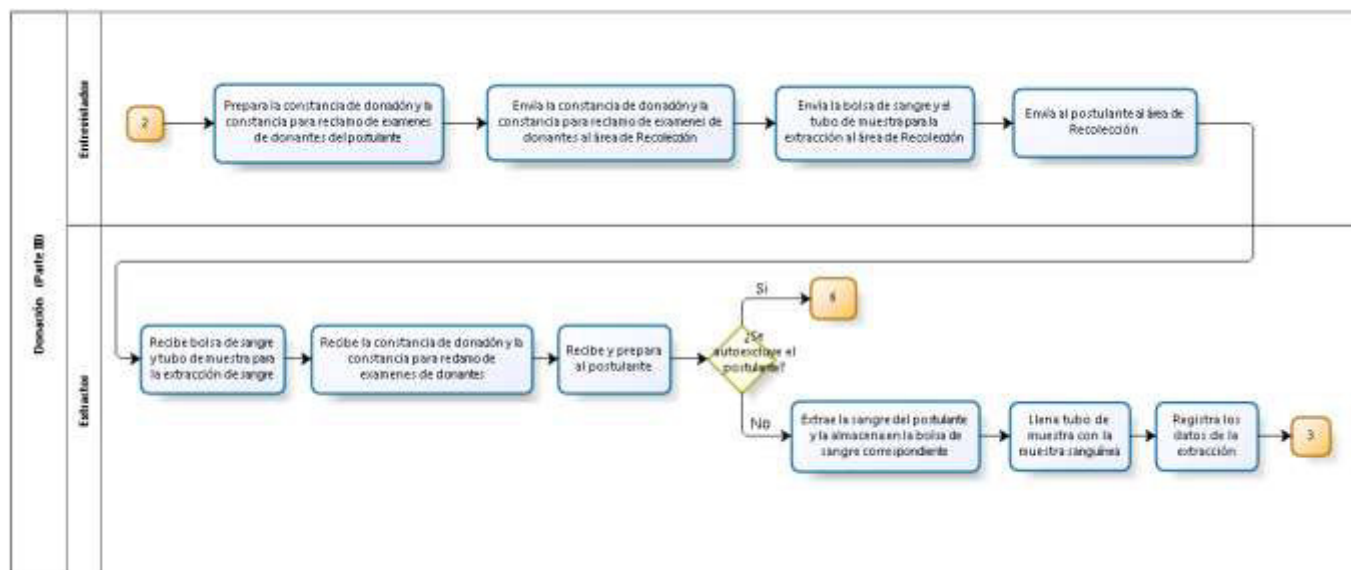 Donación (Parte III)
Entrevistador
2
Prepara la constancia de donación y la
constancia para reclamo de examenes
de donantes del postulante
Envía la constancia de donación y la
constancia para reclamo de examenes de
donantes al área de Recolección
Envía la bolsa de sangre y el
tubo de muestra para la
extracción al área de Recolección
Envía al postulante al área de
Recolección
Extractor
Recibe bolsa de sangre
y tubo de muestra para
la extracción de sangre
Recibe la constancia de donación y la
constancia para reclamo de
examenes de donantes
Recibe y prepara
al postulante
¿Se
autoexcluye el
postulante?
Si
No
Extrae la sangre del postulante
y la almacena en la bolsa de
sangre correspondiente
Llena tubo de
muestra con la
muestra sanguínea
Registra los
datos de la
extracción
3